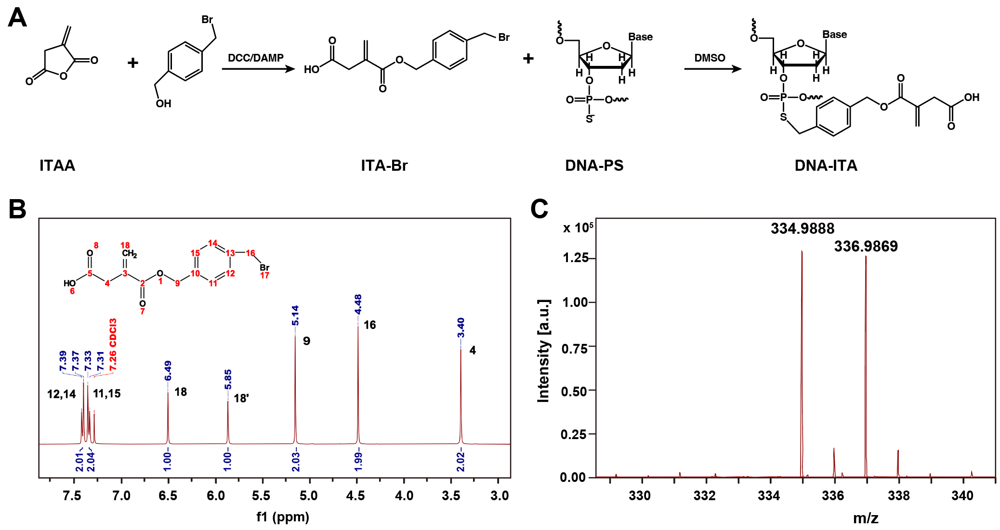 A
Br
O
O
O
+
OH
DCC/DAMP
O
HO
O
O
Br
+
O
O
Base
H
H
H
H
H
O
O=P–O
S-
DMSO
O
O
Base
H
H
H
H
H
O
O=P–O
S
O
O
OH
O
ITAA
ITA-Br
DNA-PS
DNA-ITA
B
8
O
18
CH2
5
HO
6
4
3
2
O
7
O
1
9
10
15
14
13
12
11
16
Br
17
7.39
7.37
7.33
7.31
7.26 CDCl3
6.49
5.85
5.14
4.48
3.40
12,14
11,15
18
18'
9
16
4
2.01
2.04
1.00
1.00
2.03
1.99
2.02
7.5 7.0 6.5 6.0 5.5 5.0 4.5 4.0 3.5 3.0
f1 (ppm)
C
x 10⁵
334.9888
336.9869
1.25
1.00
0.75
0.50
0.25
0.00
Intensity [a.u.]
330 332 334 336 338 340
m/z